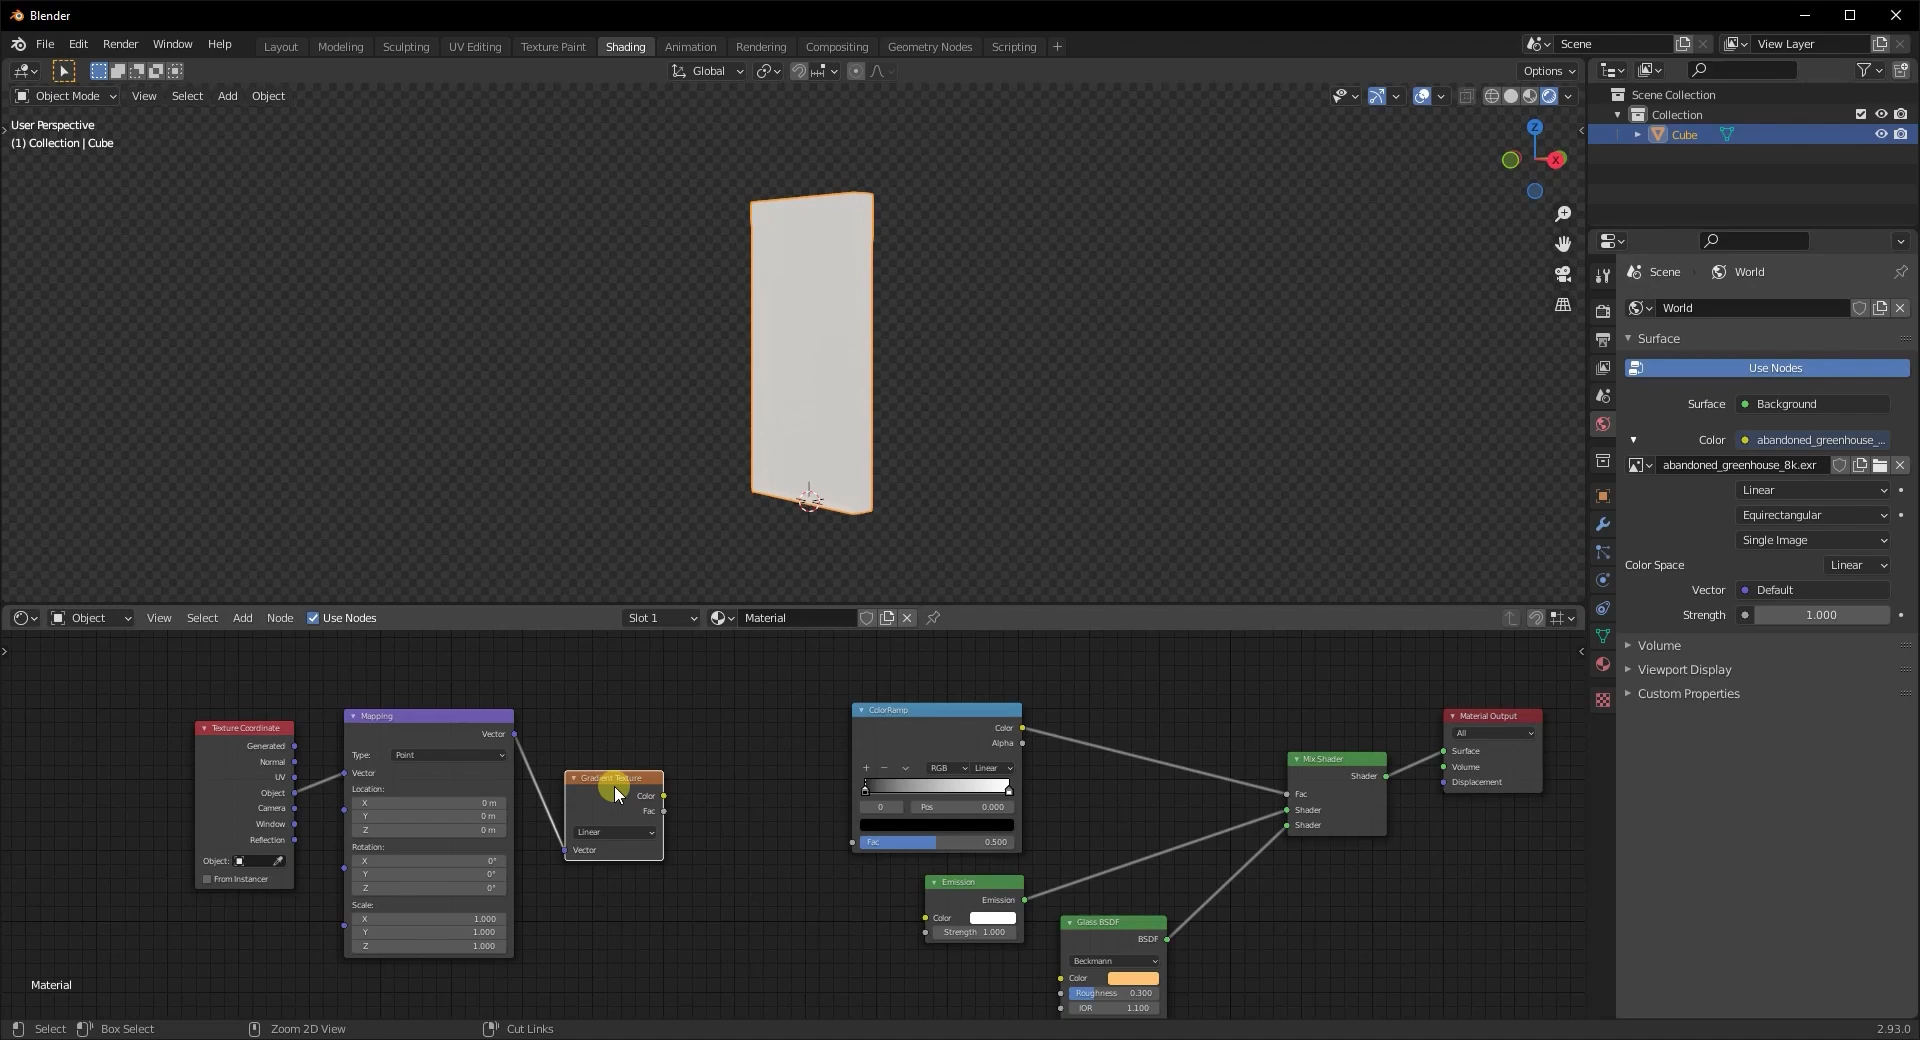 Blender
File Edit Render Window Help Layout Modeling Sculpting UV Editing Texture Paint Shading Animation Rendering Compositing Geometry Nodes Scripting + Scene View Layer
Global Options
Object Mode View Select Add Object
User Perspective
(1) Collection | Cube
Z
X
Scene Collection
Collection
Cube
Scene World
World
Surface
Use Nodes
Surface Background
Color abandoned_greenhouse_...
abandoned_greenhouse_8k.exr
Linear
Equirectangular
Single Image
Color Space Linear
Vector Default
Strength 1.000
Volume
Viewport Display
Custom Properties
Object View Select Add Node Use Nodes Slot 1 Material
Texture Coordinate
Generated
Normal
UV
Object
Camera
Window
Reflection
Object:
From Instancer
Mapping
Vector
Type: Point
Vector
Location:
X 0 m
Y 0 m
Z 0 m
Rotation:
X 0°
Y 0°
Z 0°
Scale:
X 1.000
Y 1.000
Z 1.000
Gradient Texture
Color
Fac
Linear
Vector
ColorRamp
Color
Alpha
+ − RGB Linear
0 Pos 0.000
Fac 0.500
Emission
Emission
Color
Strength 1.000
Glass BSDF
BSDF
Beckmann
Color
Roughness 0.300
IOR 1.100
Mix Shader
Shader
Fac
Shader
Shader
Material Output
All
Surface
Volume
Displacement
Material
Select Box Select Zoom 2D View Cut Links 2.93.0